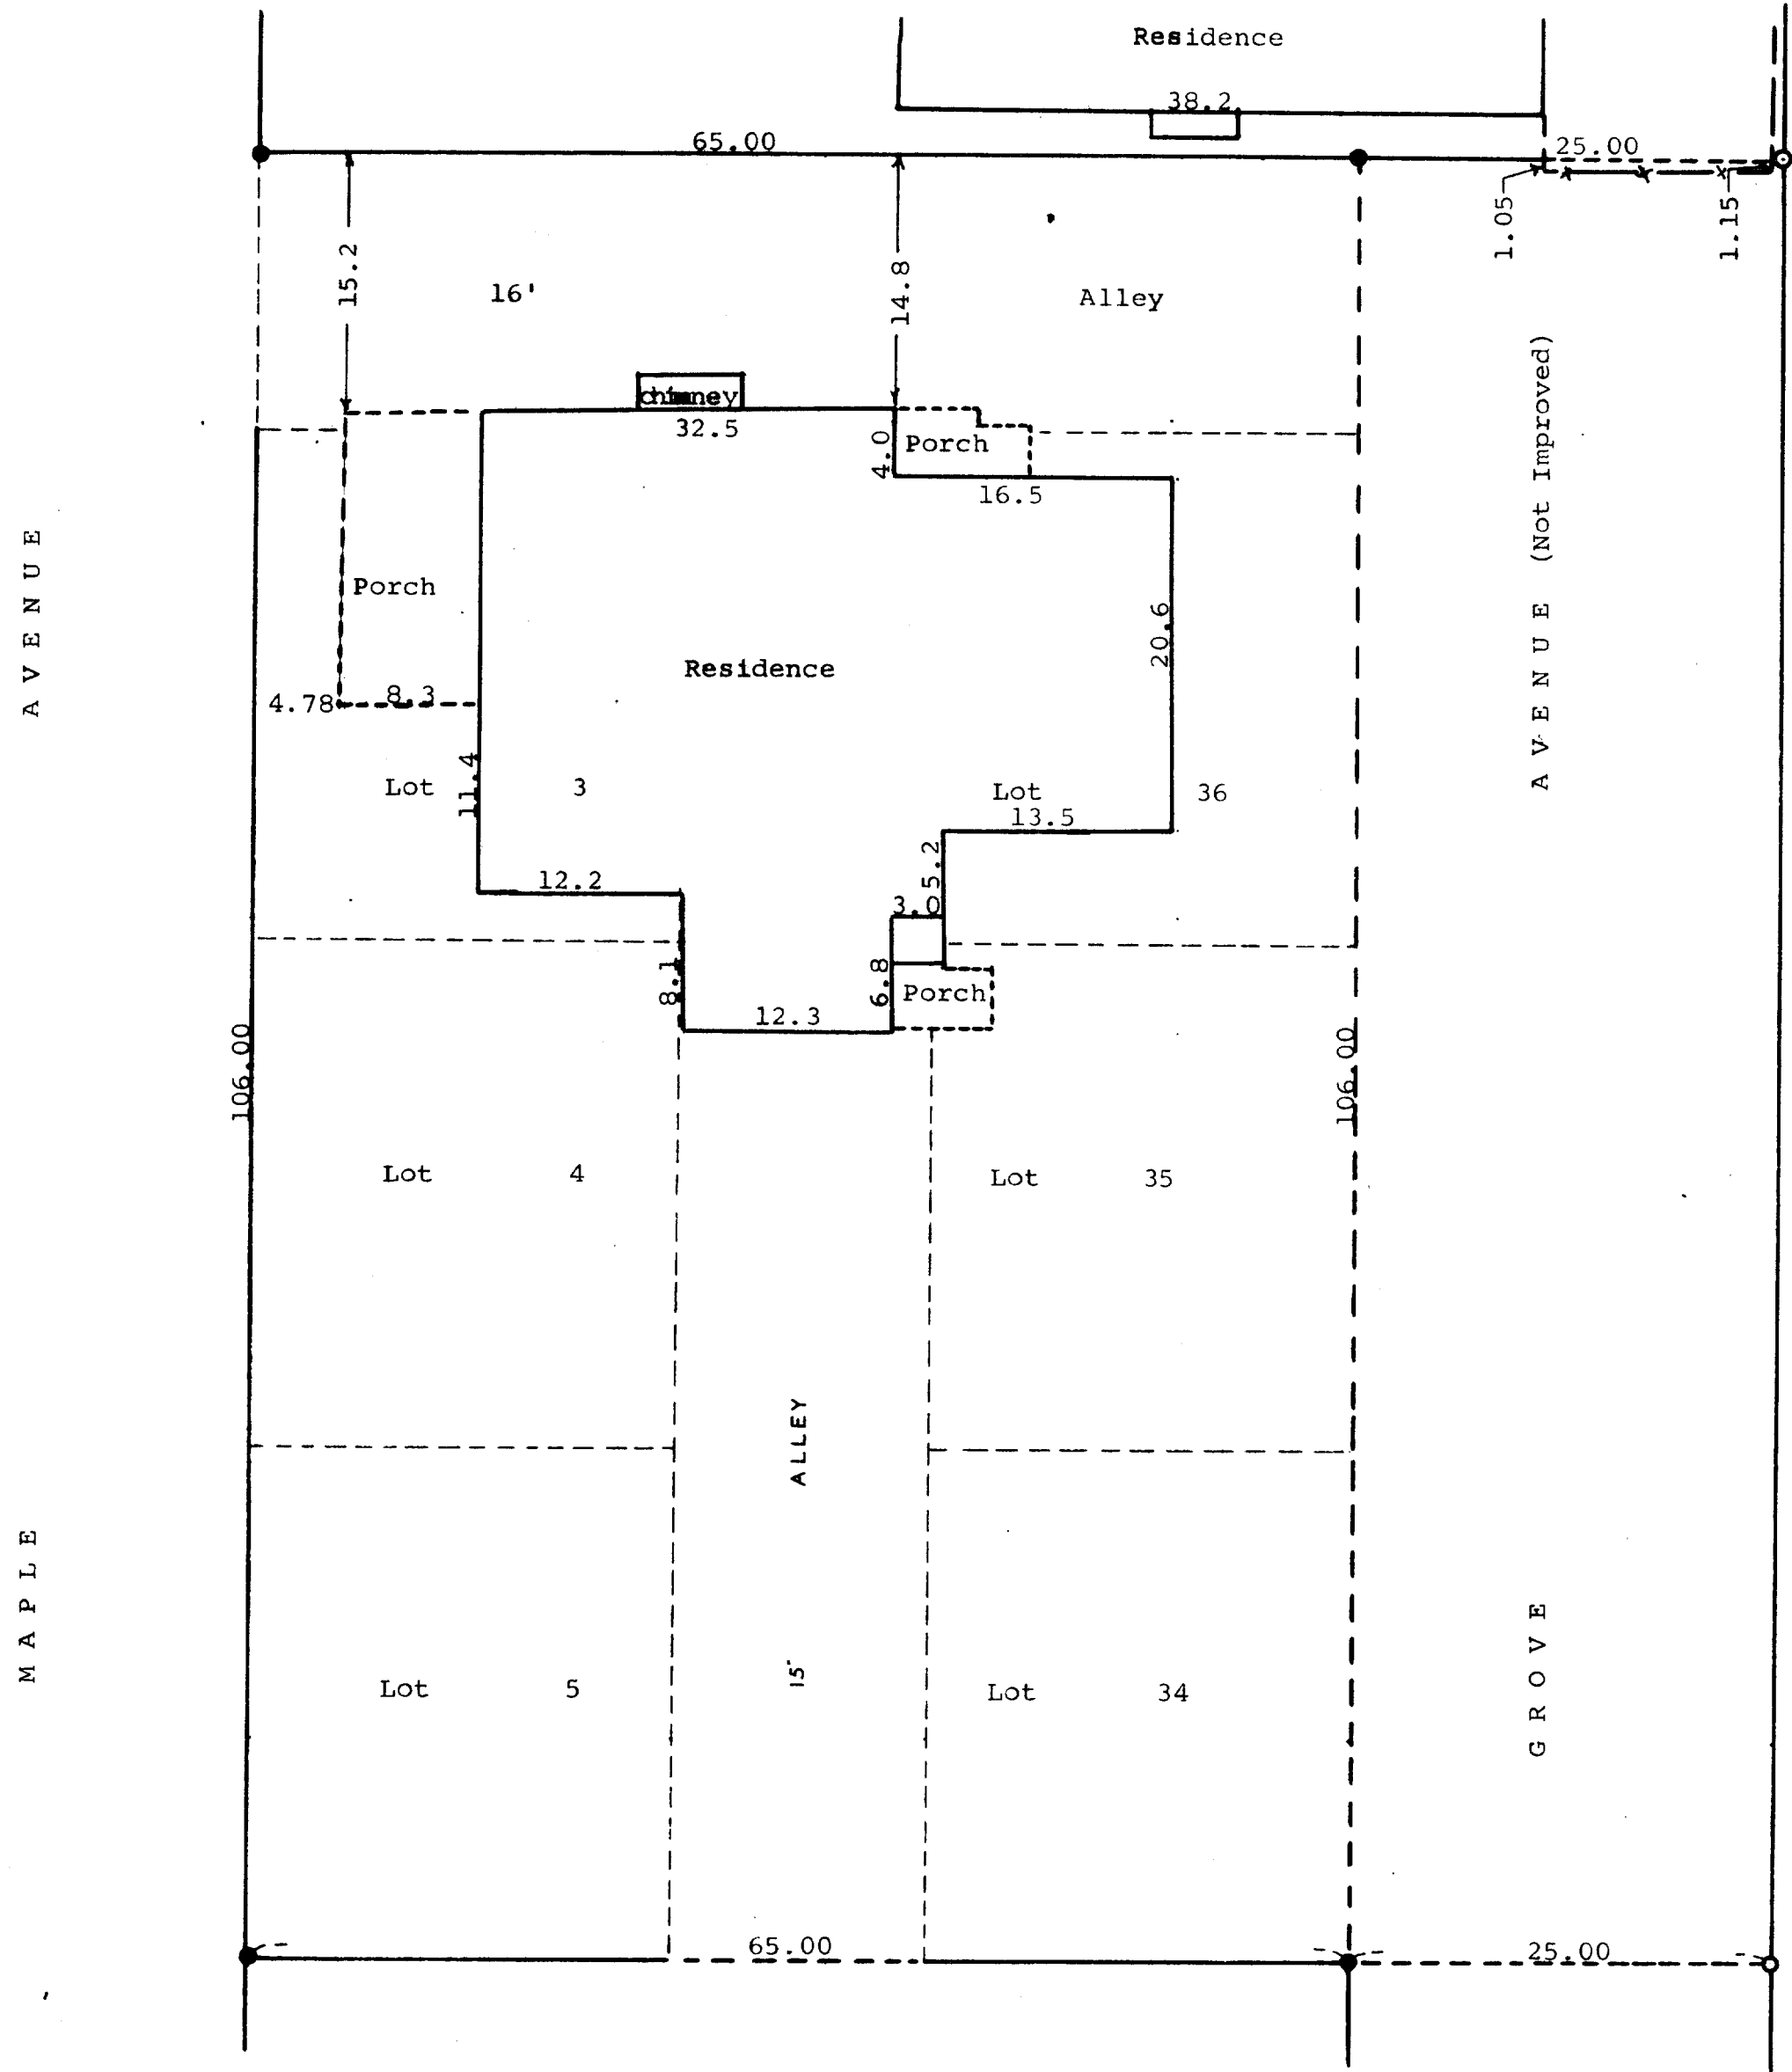 Residence
38.2
65.00
25.00
1.05
1.15
15.2
16'
14.8
Alley
chimney
32.5
4.0
Porch
16.5
AVENUE
AVENUE (Not Improved)
Porch
20.6
Residence
4.78
8.3
11.4
Lot 3
Lot 36
13.5
12.2
5.2
3.0
8.1
6.8
Porch
12.3
106.00
106.00
Lot 4
Lot 35
ALLEY
MAPLE
GROVE
15'
Lot 5
Lot 34
65.00
25.00